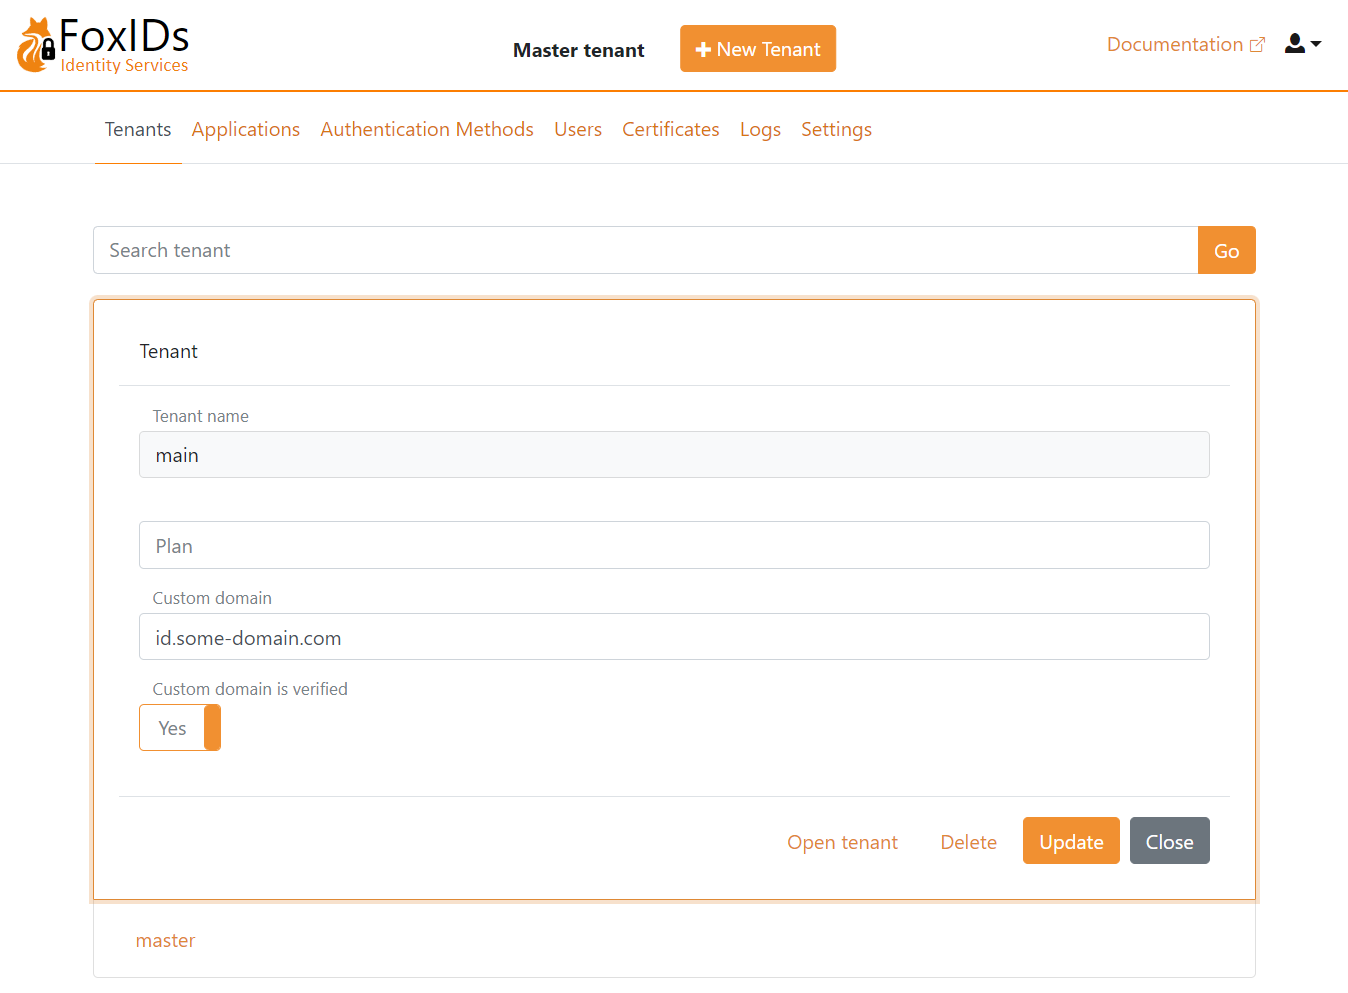 FoxIDs
Identity Services
Master tenant
New Tenant
Documentation
Tenants Applications Authentication Methods Users Certificates Logs Settings
Search tenant
Go
Tenant
Tenant name
main
Plan
Custom domain
id.some-domain.com
Custom domain is verified
Yes
Open tenant Delete Update Close
master